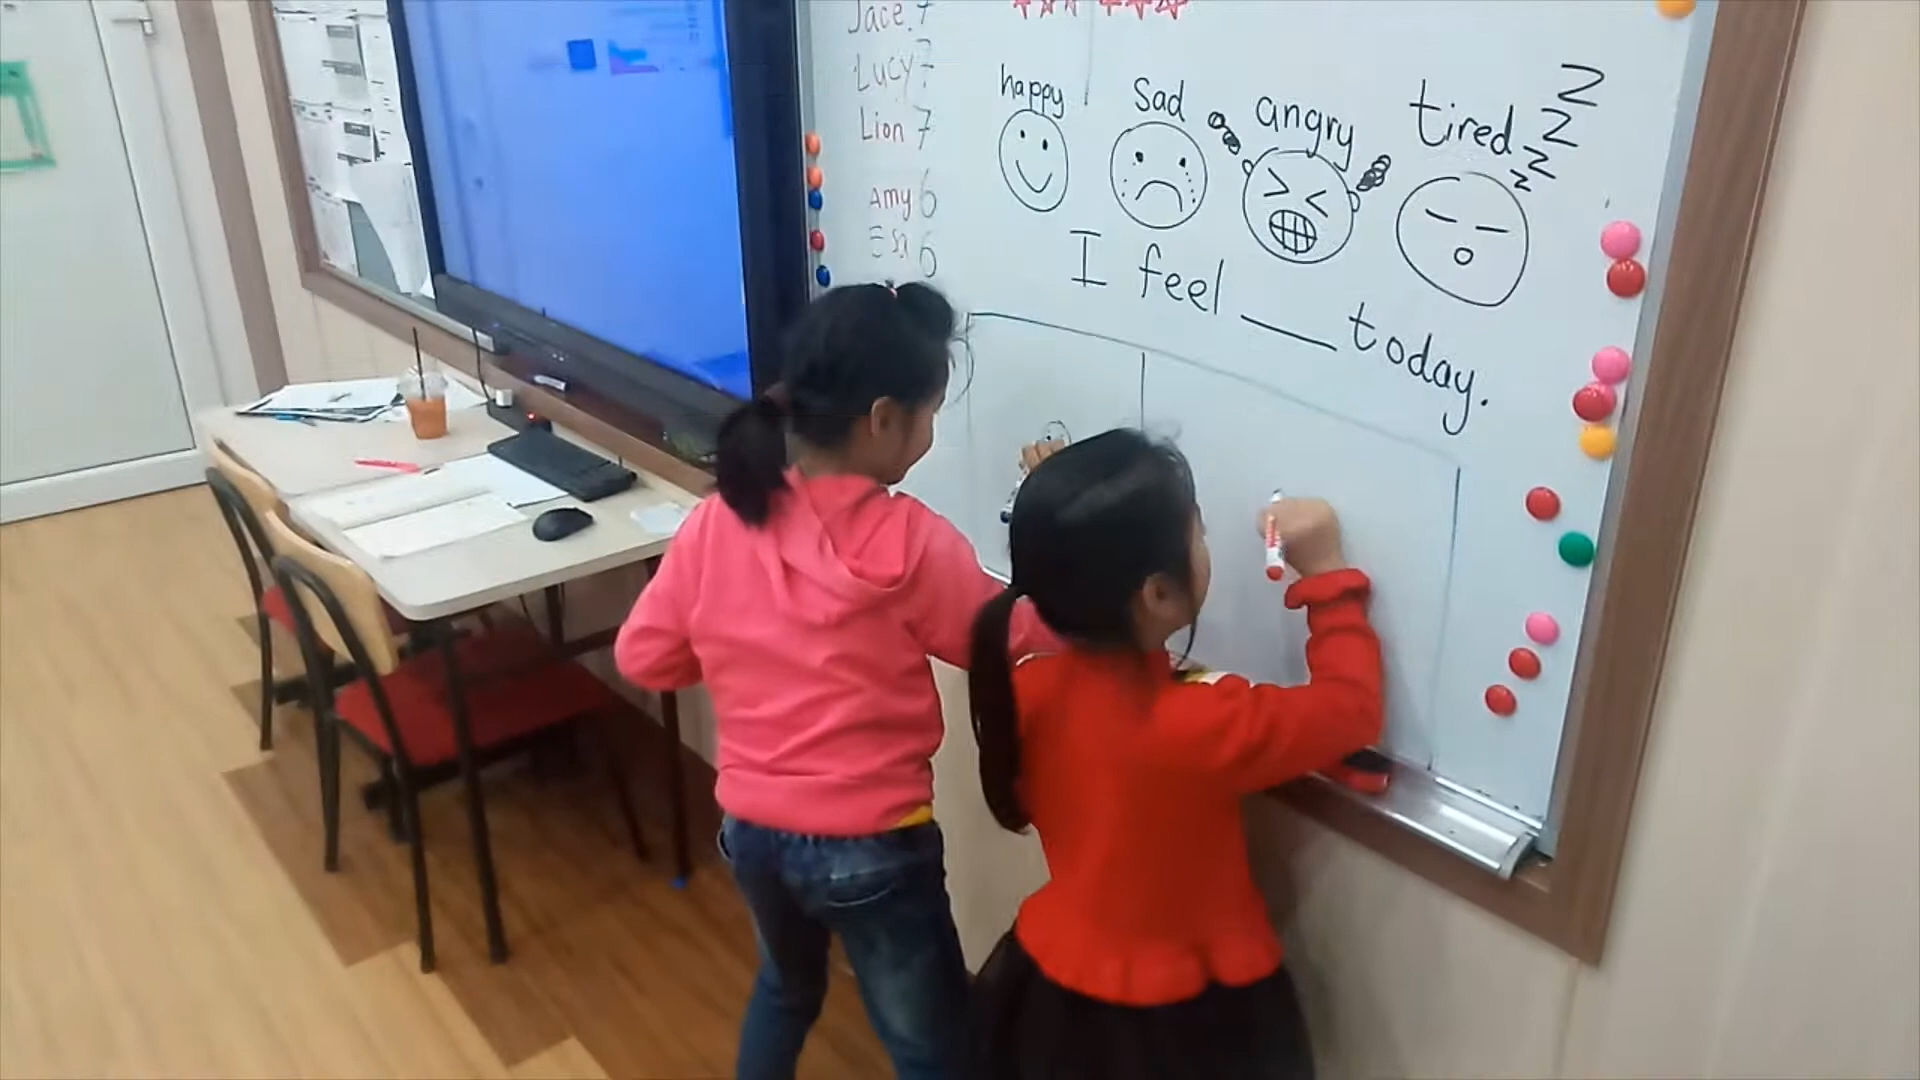 Jace 7
Lucy 7
Lion 7
Amy 6
6
happy
sad
angry
tired
z
z
z
z
I feel ___ today.